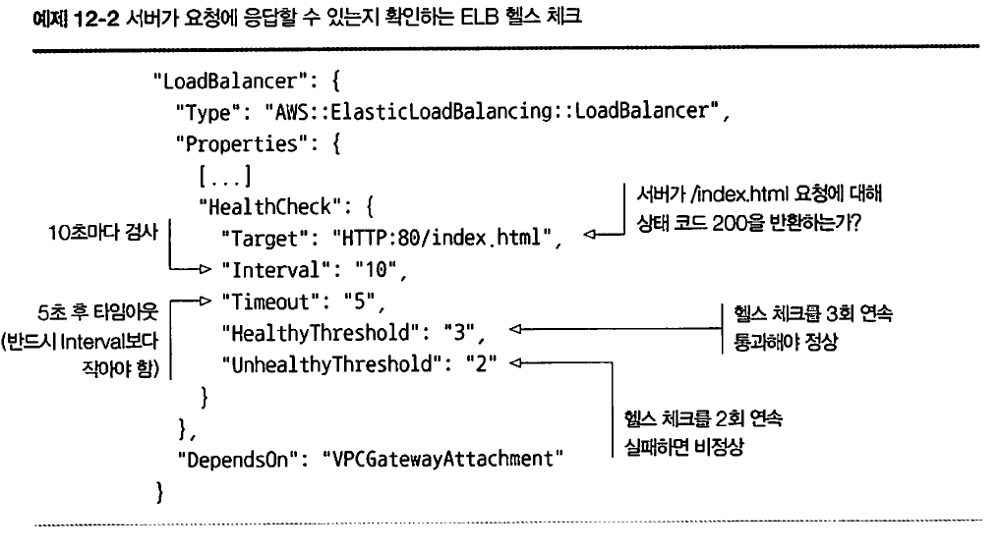 예제 12-2 서버가 요청에 응답할 수 있는지 확인하는 ELB 헬스 체크
"LoadBalancer": {
"Type": "AWS::ElasticLoadBalancing::LoadBalancer",
"Properties": {
[...]
"HealthCheck": {
서버가 /index.html 요청에 대해
상태 코드 200을 반환하는가?
"Target": "HTTP:80/index.html",
10초마다 검사
"Interval": "10",
"Timeout": "5",
5초 후 타임아웃
(반드시 Interval보다
작아야 함)
"HealthyThreshold": "3",
헬스 체크를 3회 연속
통과해야 정상
"UnhealthyThreshold": "2"
헬스 체크를 2회 연속
실패하면 비정상
}
},
"DependsOn": "VPCGatewayAttachment"
}